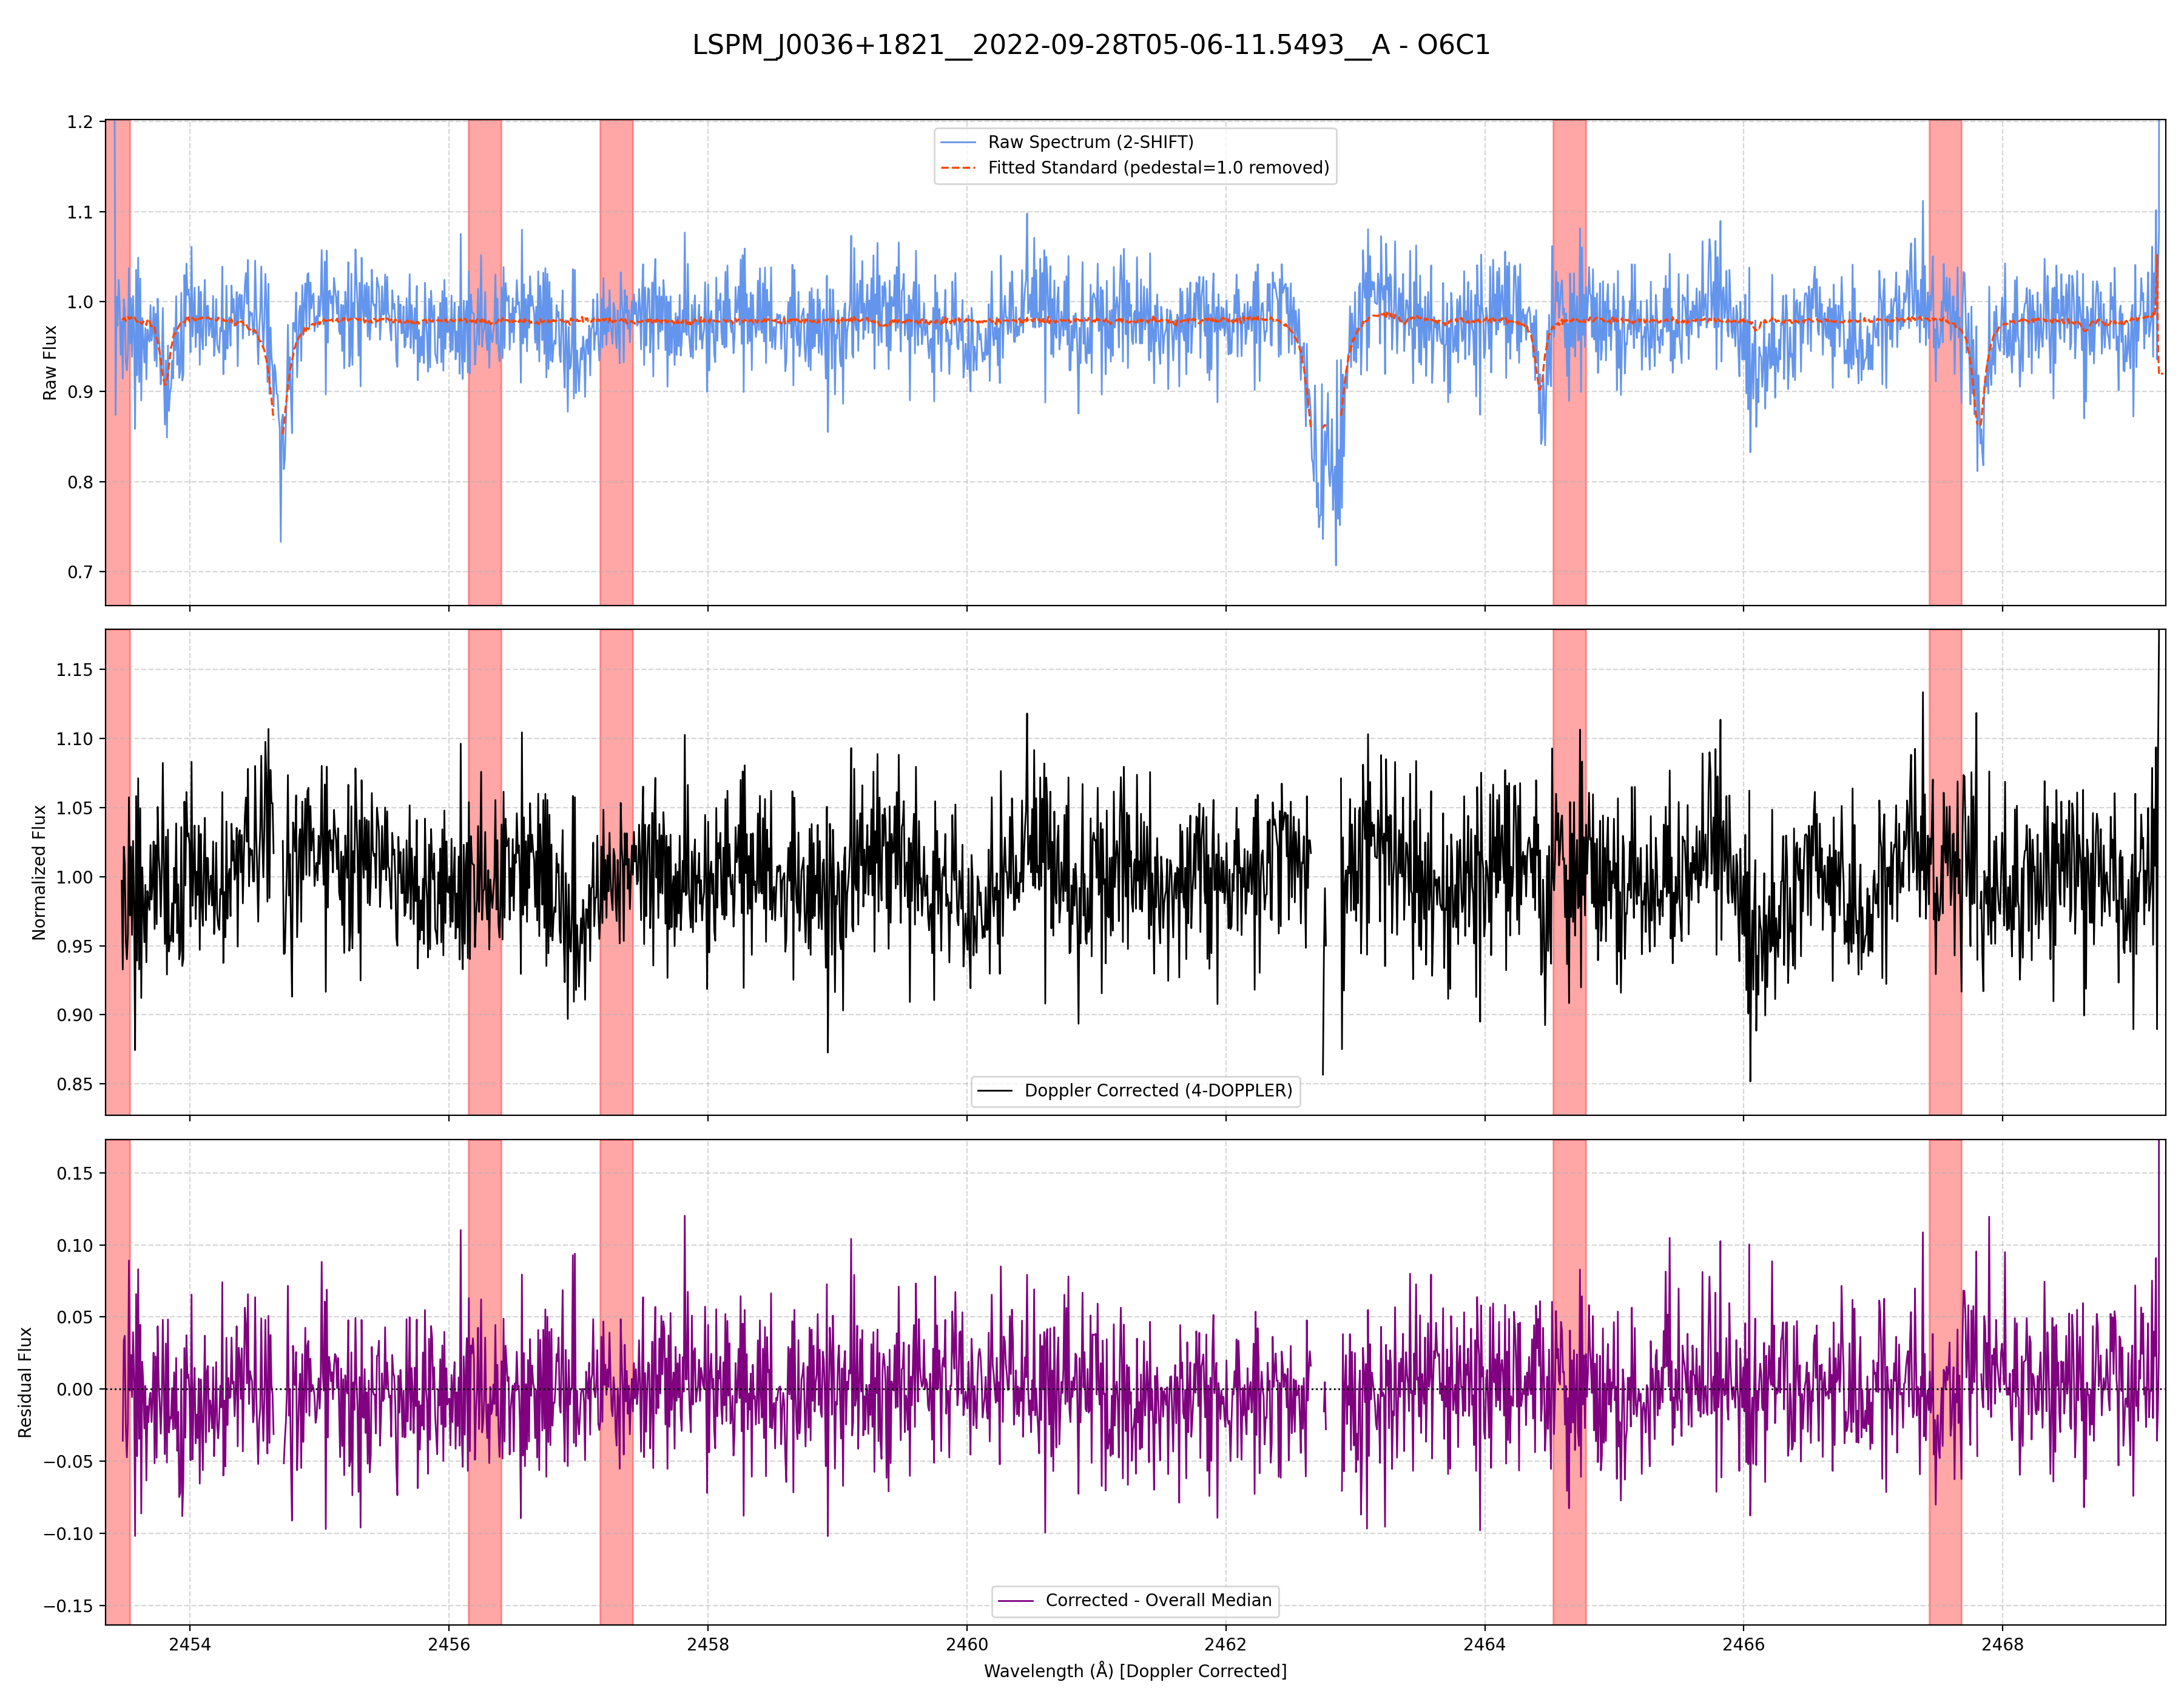 LSPM_J0036+1821__2022-09-28T05-06-11.5493__A - O6C1
1.2
1.1
1.0
0.9
0.8
0.7
Raw Flux
Raw Spectrum (2-SHIFT)
Fitted Standard (pedestal=1.0 removed)
1.15
1.10
1.05
1.00
0.95
0.90
0.85
Normalized Flux
Doppler Corrected (4-DOPPLER)
0.15
0.10
0.05
0.00
−0.05
−0.10
−0.15
Residual Flux
Corrected - Overall Median
2454 2456 2458 2460 2462 2464 2466 2468
Wavelength (Å) [Doppler Corrected]